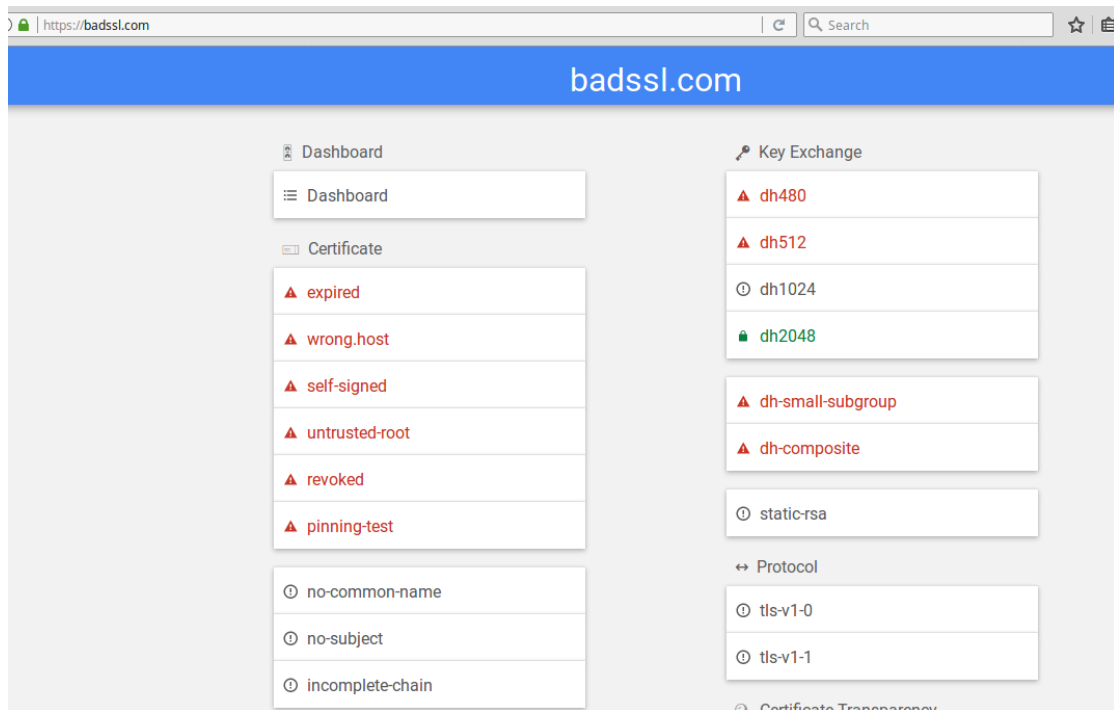 https://badssl.com
Search
badssl.com
Dashboard
Dashboard
Certificate
expired
wrong.host
self-signed
untrusted-root
revoked
pinning-test
no-common-name
no-subject
incomplete-chain
Key Exchange
dh480
dh512
dh1024
dh2048
dh-small-subgroup
dh-composite
static-rsa
Protocol
tls-v1-0
tls-v1-1
Certificate Transparency